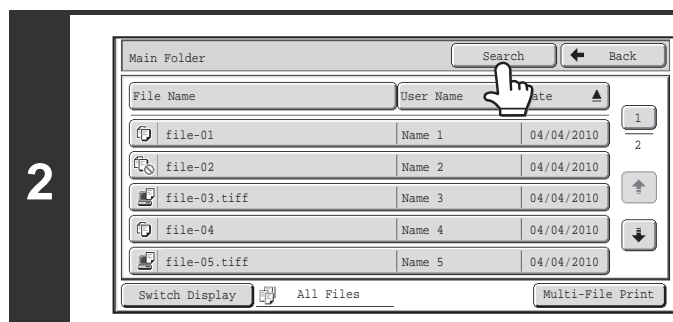 2
Main Folder Search Back
File Name User Name Date
file-01 Name 1 04/04/2010
file-02 Name 2 04/04/2010
file-03.tiff Name 3 04/04/2010
file-04 Name 4 04/04/2010
file-05.tiff Name 5 04/04/2010
1
2
Switch Display All Files Multi-File Print